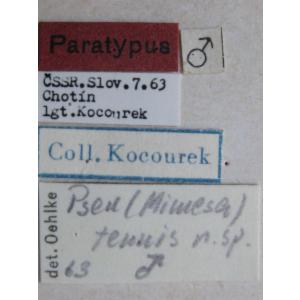 Paratypus ♂
ČSSR.Slov.7.63
Chotín
lgt.Kocourek
Coll. Kocourek
det. Oehlke
Psen (Mimesa)
tenuis n.sp.
63 ♂